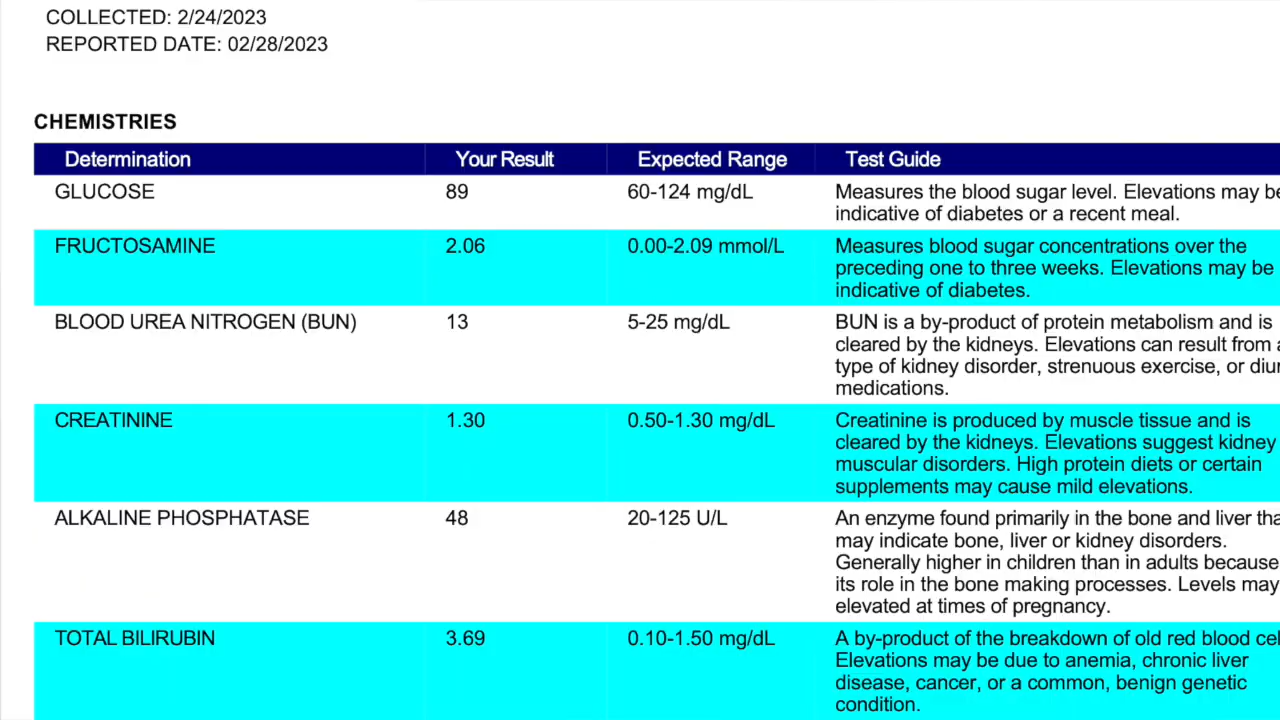 COLLECTED: 2/24/2023
REPORTED DATE: 02/28/2023
CHEMISTRIES
Determination Your Result Expected Range Test Guide
GLUCOSE 89 60-124 mg/dL Measures the blood sugar level. Elevations may be
indicative of diabetes or a recent meal.
FRUCTOSAMINE 2.06 0.00-2.09 mmol/L Measures blood sugar concentrations over the
preceding one to three weeks. Elevations may be
indicative of diabetes.
BLOOD UREA NITROGEN (BUN) 13 5-25 mg/dL BUN is a by-product of protein metabolism and is
cleared by the kidneys. Elevations can result from
type of kidney disorder, strenuous exercise, or
medications.
CREATININE 1.30 0.50-1.30 mg/dL Creatinine is produced by muscle tissue and is
cleared by the kidneys. Elevations suggest kidney
muscular disorders. High protein diets or certain
supplements may cause mild elevations.
ALKALINE PHOSPHATASE 48 20-125 U/L An enzyme found primarily in the bone and liver
may indicate bone, liver or kidney disorders.
Generally higher in children than in adults because
its role in the bone making processes. Levels may
elevated at times of pregnancy.
TOTAL BILIRUBIN 3.69 0.10-1.50 mg/dL A by-product of the breakdown of old red blood
Elevations may be due to anemia, chronic liver
disease, cancer, or a common, benign genetic
condition.